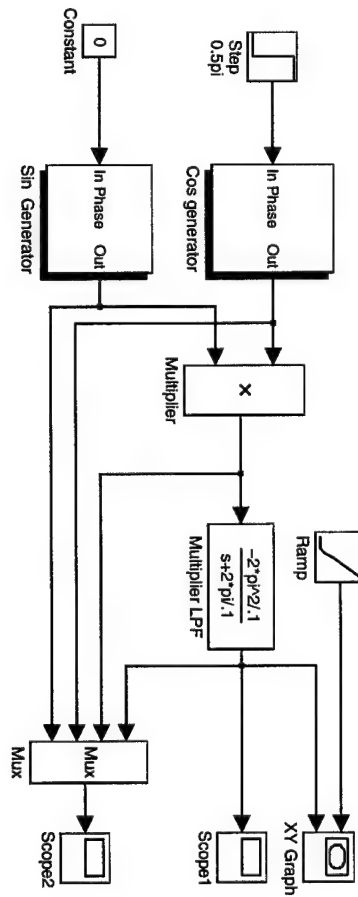 Step
0.5pi
0
Constant
In Phase Out
Cos generator
In Phase Out
Sin Generator
×
Multiplier
-2*pi^2/.1
s+2*pi/.1
Multiplier LPF
Ramp
Mux
Mux
XY Graph
Scope1
Scope2